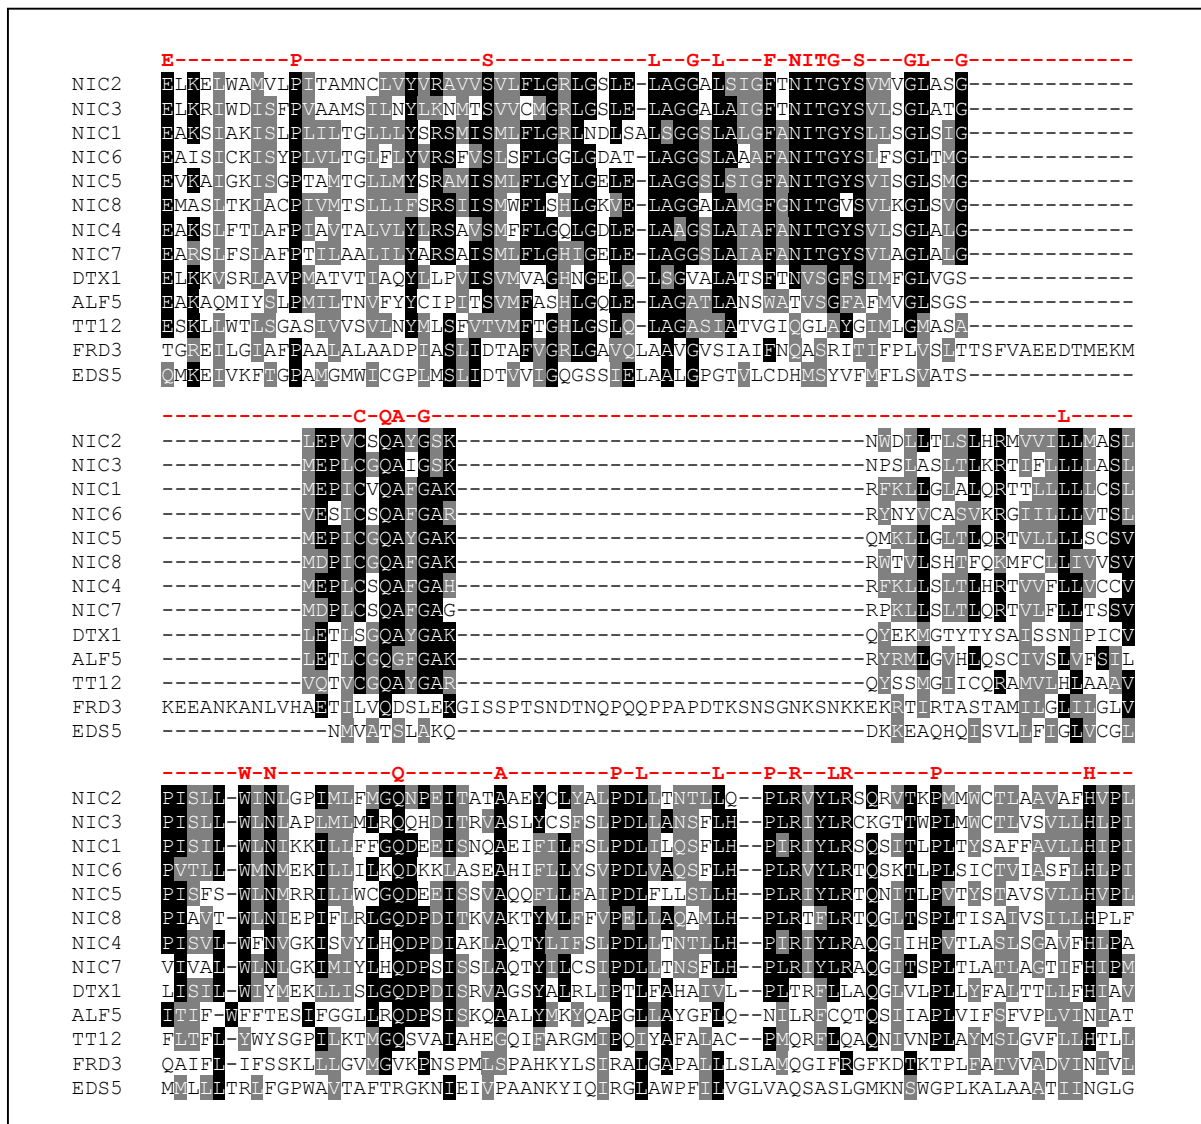 E---------P--------------S------------L--G-L---F-NITG-S---GL--G-------------
NIC2 ELKELWAMVLPITAMNCLVYVRAVVSVLFLGRLGSLE-LAGGALSIGFTNITGYSVMVGLASG-------------
NIC3 ELKRIWDISFPVAAMSILNYLKNMTSVVCMGRLGSLE-LAGGALAIGFTNITGYSVLSGLATG-------------
NIC1 EAKSIAKISLPLILTGLLLYSRSMISMLFLGRLNDLSALSGGSLALGFANITGYSLLSGLSIG-------------
NIC6 EAISICKISYPLVLTGLFLYVRSFVSLSFLGGLGDAT-LAGGSLAAAFANITGYSLFSGLTMG-------------
NIC5 EVKAIGKISGPTAMTGLLMYSRAMISMLFLGYLGELE-LAGGSLSIGFANITGYSVISGLSMG-------------
NIC8 EMASLTKIACPIVMTSLLIFSRSIISMWFLSHLGKVE-LAGGALAMGFGNITGVSVLKGLSVG-------------
NIC4 EAKSLFTLAFPIAVTALVLYLRSAVSMFFLGQLGDLE-LAAGSLAIAFANITGYSVLSGLALG-------------
NIC7 EARSLFSLAFPTILAALILYARSAISMLFLGHIGELE-LAGGSLAIAFANITGYSVLAGLALG-------------
DTX1 ELKKVSRLAVPMATVTIAQYLLPVISVMVAGHNGELQ-LSGVALATSFTNVSGFSIMFGLVGS-------------
ALF5 EAKAQMIYSLPMILTNVFYYCIPITSVMFASHLGQLE-LAGATLANSWATVSGFAFMVGLSGS-------------
TT12 ESKLLWTLSGASIVVSVLNYMLSFVTVMFTGHLGSLQ-LAGASIATVGIQGLAYGIMLGMASA-------------
FRD3 TGREILGIAFPAALALAADPIASLIDTAFVGRLGAVQLAAVGVSIAIFNQASRITIFPLVSLTTSFVAEEDTMEKM
EDS5 QMKEIVKFTGPAMGMWICGPLMSLIDTVVIGQGSSIELAALGPGTVLCDHMSYVFMFLSVATS-------------
---------------C-QA-G-------------------------------------------------L-----
NIC2 -----------LEPVCSQAYGSK--------------------------------NWDLLTLSLHRMVVILLMASL
NIC3 -----------MEPLCGQAIGSK--------------------------------NPSLASLTLKRTIFLLLLASL
NIC1 -----------MEPICVQAFGAK--------------------------------RFKLLGLALQRTTLLLLLCSL
NIC6 -----------VESICSQAFGAR--------------------------------RYNYVCASVKRGIILLLVTSL
NIC5 -----------MEPICGQAYGAK--------------------------------QMKLLGLTLQRTVLLLLSCSV
NIC8 -----------MDPICGQAFGAK--------------------------------RWTVLSHTFQKMFCLLIVVSV
NIC4 -----------MEPLCSQAFGAH--------------------------------RFKLLSLTLHRTVVFLLVCCV
NIC7 -----------MDPLCSQAFGAG--------------------------------RPKLLSLTLQRTVLFLLTSSV
DTX1 -----------LETLSGQAYGAK--------------------------------QYEKMGTYTYSAISSNIPICV
ALF5 -----------LETLCGQGFGAK--------------------------------RYRMLGVHLQSCIVSLVFSIL
TT12 -----------VQTVCGQAYGAR--------------------------------QYSSMGIICQRAMVLHLAAAV
FRD3 KEEANKANLVHAETILVQDSLEKGISSPTSNDTNQPQQPPAPDTKSNSGNKSNKKEKRTIRTASTAMILGLILGLV
EDS5 -------------NMVATSLAKQ--------------------------------DKKEAQHQISVLLFIGLVCGL
------W-N---------Q-------A--------P-L-----L---P-R--LR------P-----------H---
NIC2 PISLL-WINLGPIMLFMGQNPEITATAAEYCLYALPDLLTNTLLQ--PLRVYLRSQRVTKPMMWCTLAAVAFHVPL
NIC3 PISLL-WLNLAPLMLMLRQQHDITRVASLYCSFSLPDLLANSFLH--PLRIYLRCKGTTWPLMWCTLVSVLLHLPI
NIC1 PISIL-WLNIKKILLFFGQDEEISNQAEIFILFSLPDLILQSFLH--PIRIYLRSQSITLPLTYSAFFAVLLHIPI
NIC6 PVTLL-WMNMEKILLILKQDKKLASEAHIFLLYSVPDLVAQSFLH--PLRVYLRTQSKTLPLSICTVIASFLHLPI
NIC5 PISFS-WLNMRRILLWCGQDEEISSVAQQFLLFAIPDLFLLSLLH--PLRIYLRTQNITLPVTYSTAVSVLLHVPL
NIC8 PIAVT-WLNIEPIFLRLGQDPDITKVAKTYMLFFVPELLAQAMLH--PLRTFLRTQGLTSPLTISAIVSILLHPLF
NIC4 PISVL-WFNVGKISVYLHQDPDIAKLAQTYLIFSLPDLLTNTLLH--PIRIYLRAQGIIHPVTLASLSGAVFHLPA
NIC7 VIVAL-WLNLGKIMIYLHQDPSISSLAQTYILCSIPDLLTNSFLH--PLRIYLRAQGITSPLTLATLAGTIFHIPM
DTX1 LISIL-WIYMEKLLISLGQDPDISRVAGSYALRLIPTLFAHAIVL--PLTRFLLAQGLVLPLLYFALTTLLFHIAV
ALF5 ITIF-WFFTESIFGGLLRQDPSISKQAALYMKYQAPGLLAYGFLQ--NILRFCQTQSIIAPLVIFSFVPLVINIAT
TT12 FLTFL-YWYSGPILKTMGQSVAIAHEGQIFARGMIPQIYAFALAC--PMQRFLQAQNIVNPLAYMSLGVFLLHTLL
FRD3 QAIFL-IFSSKLLLGVMGVKPNSPMLSPAHKYLSIRALGAPALLLSLAMQGIFRGFKDTKTPLFATVVADVINIVL
EDS5 MMLLLTRLFGPWAVTAFTRGKNIEIVPAANKYIQIRGLAWPFILVGLVAQSASLGMKNSWGPLKALAAATIINGLG